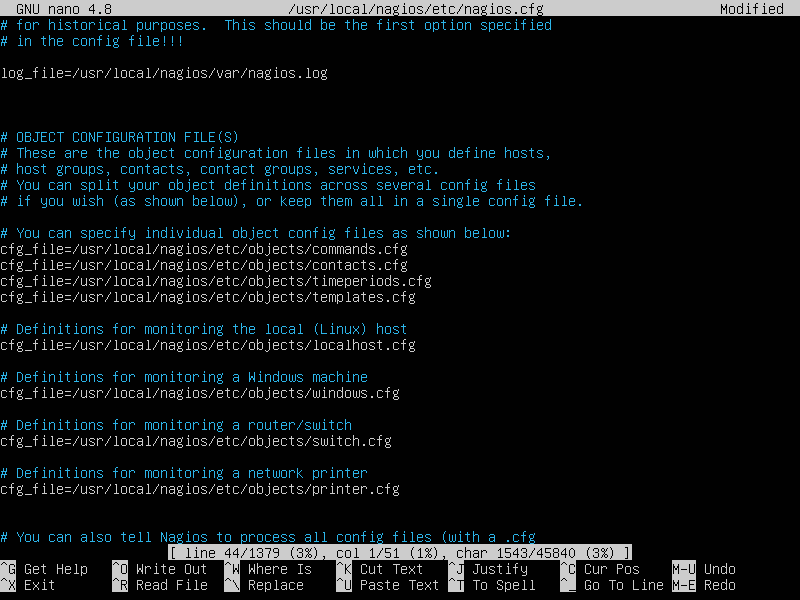 GNU nano 4.8 /usr/local/nagios/etc/nagios.cfg Modified
# for historical purposes.  This should be the first option specified
# in the config file!!!
log_file=/usr/local/nagios/var/nagios.log
# OBJECT CONFIGURATION FILE(S)
# These are the object configuration files in which you define hosts,
# host groups, contacts, contact groups, services, etc.
# You can split your object definitions across several config files
# if you wish (as shown below), or keep them all in a single config file.
# You can specify individual object config files as shown below:
cfg_file=/usr/local/nagios/etc/objects/commands.cfg
cfg_file=/usr/local/nagios/etc/objects/contacts.cfg
cfg_file=/usr/local/nagios/etc/objects/timeperiods.cfg
cfg_file=/usr/local/nagios/etc/objects/templates.cfg
# Definitions for monitoring the local (Linux) host
cfg_file=/usr/local/nagios/etc/objects/localhost.cfg
# Definitions for monitoring a Windows machine
cfg_file=/usr/local/nagios/etc/objects/windows.cfg
# Definitions for monitoring a router/switch
cfg_file=/usr/local/nagios/etc/objects/switch.cfg
# Definitions for monitoring a network printer
cfg_file=/usr/local/nagios/etc/objects/printer.cfg
# You can also tell Nagios to process all config files (with a .cfg
[ line 44/1379 (3%), col 1/51 (1%), char 1543/45840 (3%) ]
^G Get Help ^O Write Out ^W Where Is ^K Cut Text ^J Justify ^C Cur Pos M-U Undo
^X Exit ^R Read File ^\ Replace ^U Paste Text ^T To Spell ^_ Go To Line M-E Redo